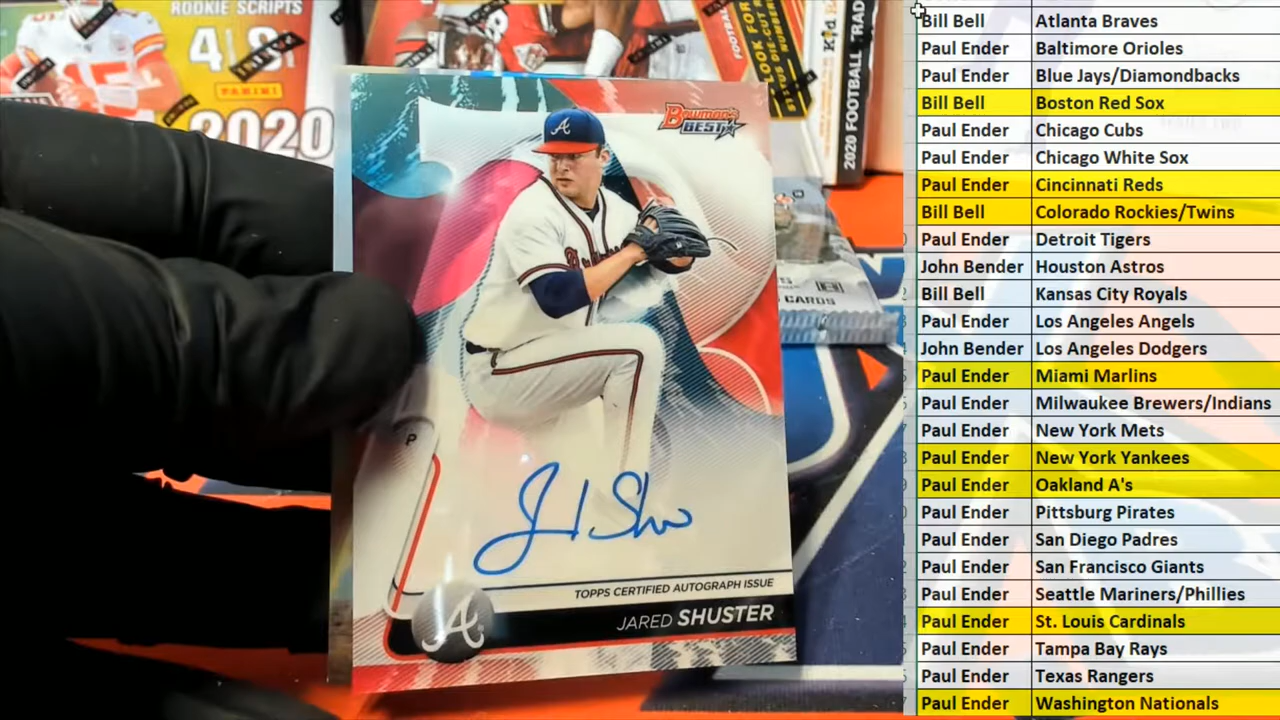 ROOKIE SCRIPTS
PANINI
2020
LOOK FOR
2020 FOOTBALL TRAD
CARDS
Bowman's
BEST
A
P
TOPPS CERTIFIED AUTOGRAPH ISSUE
JARED SHUSTER
A
Bill Bell Atlanta Braves
Paul Ender Baltimore Orioles
Paul Ender Blue Jays/Diamondbacks
Bill Bell Boston Red Sox
Paul Ender Chicago Cubs
Paul Ender Chicago White Sox
Paul Ender Cincinnati Reds
Bill Bell Colorado Rockies/Twins
Paul Ender Detroit Tigers
John Bender Houston Astros
Bill Bell Kansas City Royals
Paul Ender Los Angeles Angels
John Bender Los Angeles Dodgers
Paul Ender Miami Marlins
Paul Ender Milwaukee Brewers/Indians
Paul Ender New York Mets
Paul Ender New York Yankees
Paul Ender Oakland A's
Paul Ender Pittsburg Pirates
Paul Ender San Diego Padres
Paul Ender San Francisco Giants
Paul Ender Seattle Mariners/Phillies
Paul Ender St. Louis Cardinals
Paul Ender Tampa Bay Rays
Paul Ender Texas Rangers
Paul Ender Washington Nationals